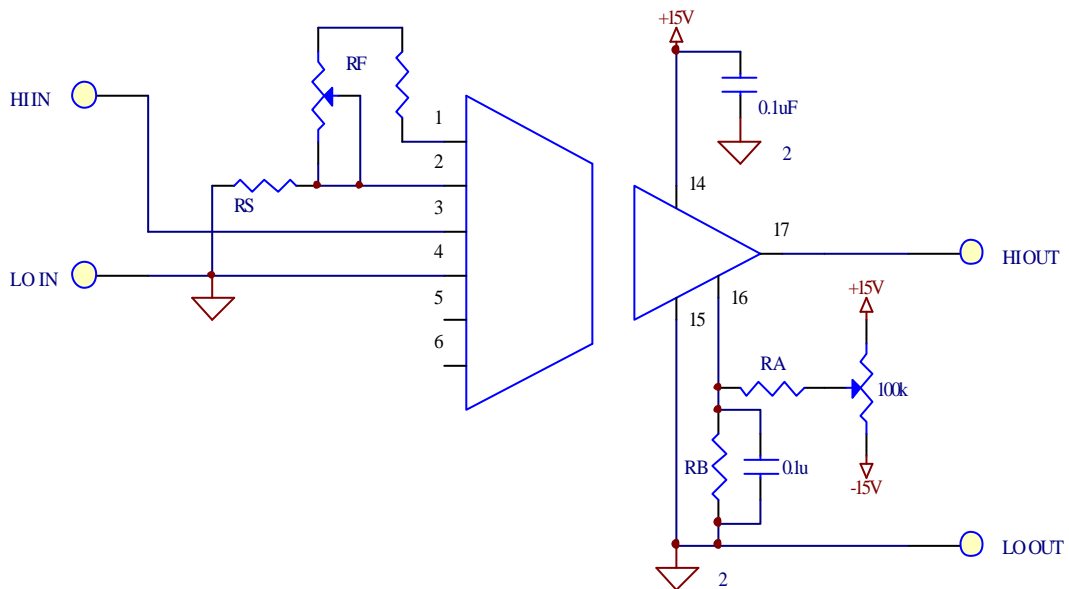 +15V
RF
HI IN
0.1uF
1
2
2
14
3
RS
17
4
HI OUT
LO IN
+15V
16
5
15
6
RA
100k
RB
0.1u
-15V
LO OUT
2